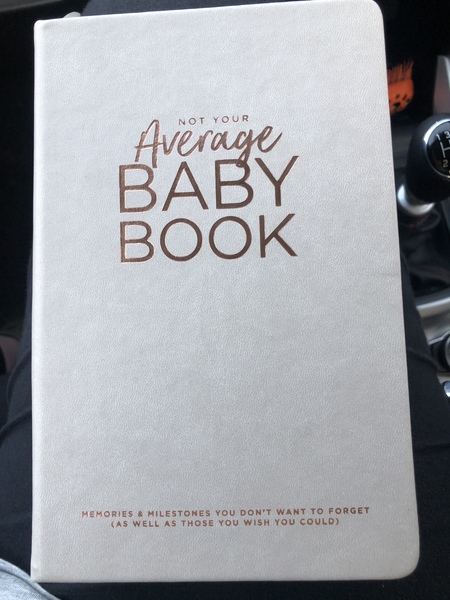 NOT YOUR
Average
BABY
BOOK
MEMORIES & MILESTONES YOU DON'T WANT TO FORGET
(AS WELL AS THOSE YOU WISH YOU COULD)